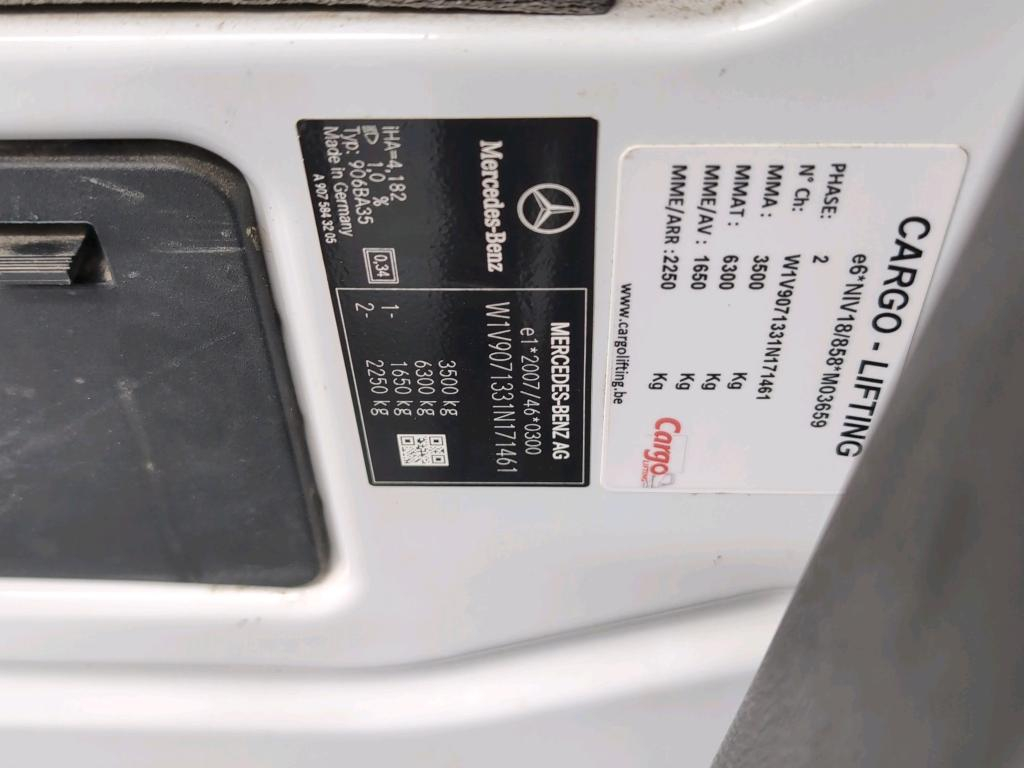 CARGO - LIFTING
e6*NIV18/858*M03659
PHASE: 2
N° Ch: W1V9071331N171461
MMA : 3500 Kg
MMAT : 6300 Kg
MME/AV : 1650 Kg
MME/ARR : 2250 Kg
www.cargolifting.be
Cargo
LIFTING
Mercedes-Benz
MERCEDES-BENZ AG
e1*2007/46*0300
W1V9071331N171461
3500 kg
6300 kg
1- 1650 kg
2- 2250 kg
iHA=4,182
1,0 %
Typ: 906BA35
Made in Germany
0,34
A 907 584 32 05